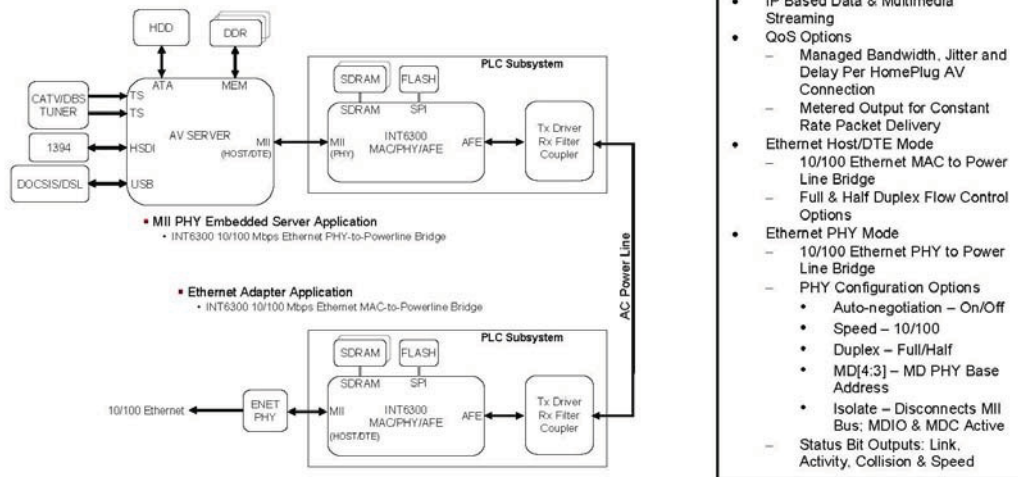 HDD
DDR
ATA
MEM
CATV/DBS
TUNER
TS
TS
AV SERVER
MII
(HOST/DTE)
1394
HSDI
DOCSIS/DSL
USB
PLC Subsystem
SDRAM
FLASH
SDRAM
SPI
MII
(PHY)
INT6300
MAC/PHY/AFE
AFE
Tx Driver
Rx Filter
Coupler
▪ MII PHY Embedded Server Application
• INT6300 10/100 Mbps Ethernet PHY-to-Powerline Bridge
AC Power Line
▪ Ethernet Adapter Application
• INT6300 10/100 Mbps Ethernet MAC-to-Powerline Bridge
PLC Subsystem
SDRAM
FLASH
SDRAM
SPI
10/100 Ethernet
ENET
PHY
MII
(HOST/DTE)
INT6300
MAC/PHY/AFE
AFE
Tx Driver
Rx Filter
Coupler
• IP Based Data & Multimedia
Streaming
• QoS Options
– Managed Bandwidth, Jitter and
Delay Per HomePlug AV
Connection
– Metered Output for Constant
Rate Packet Delivery
• Ethernet Host/DTE Mode
– 10/100 Ethernet MAC to Power
Line Bridge
– Full & Half Duplex Flow Control
Options
• Ethernet PHY Mode
– 10/100 Ethernet PHY to Power
Line Bridge
– PHY Configuration Options
• Auto-negotiation – On/Off
• Speed – 10/100
• Duplex – Full/Half
• MD[4:3] – MD PHY Base
Address
• Isolate – Disconnects MII
Bus; MDIO & MDC Active
– Status Bit Outputs: Link,
Activity, Collision & Speed